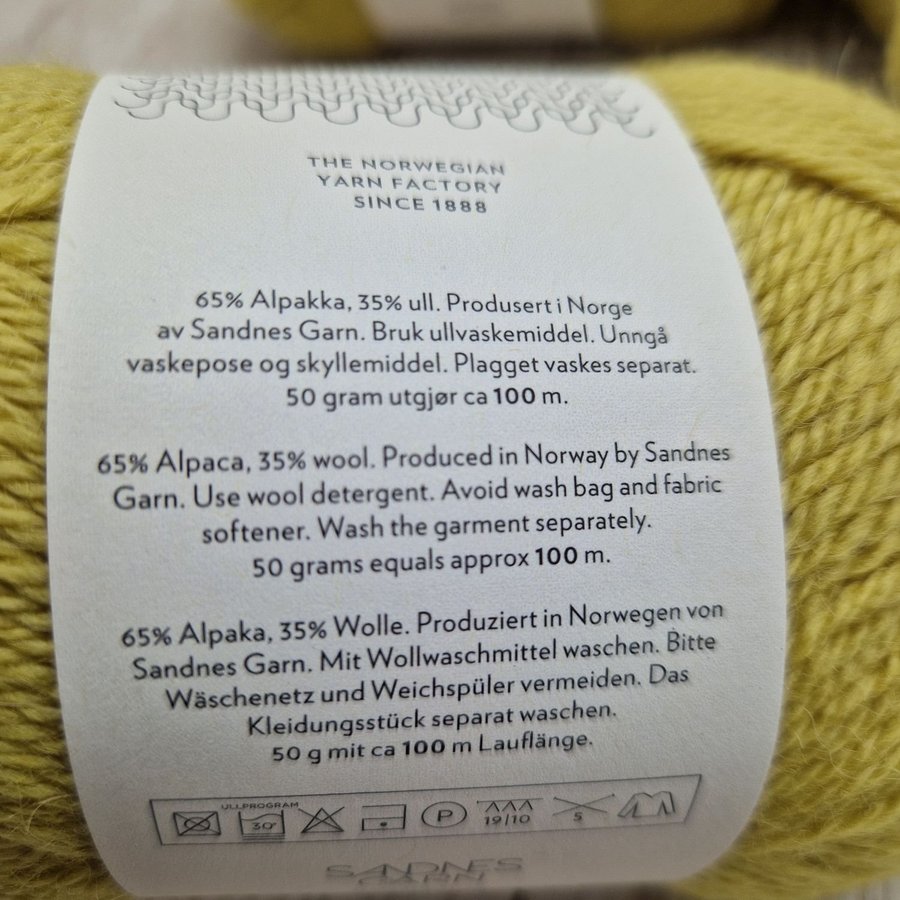 THE NORWEGIAN
YARN FACTORY
SINCE 1888
65% Alpakka, 35% ull. Produsert i Norge
av Sandnes Garn. Bruk ullvaskemiddel. Unngå
vaskepose og skyllemiddel. Plagget vaskes separat.
50 gram utgjør ca 100 m.
65% Alpaca, 35% wool. Produced in Norway by Sandnes
Garn. Use wool detergent. Avoid wash bag and fabric
softener. Wash the garment separately.
50 grams equals approx 100 m.
65% Alpaka, 35% Wolle. Produziert in Norwegen von
Sandnes Garn. Mit Wollwaschmittel waschen. Bitte
Wäschenetz und Weichspüler vermeiden. Das
Kleidungsstück separat waschen.
50 g mit ca 100 m Lauflänge.
ULLPROGRAM
30° P 19/10 5
SANDNES
GARN